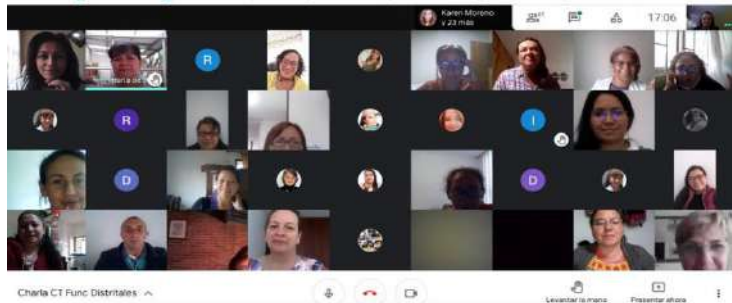 Karen Moreno
y 23 más
17:06
R
R
I
D
D
Charla CT Func Distritales
Levantar la mano
Presentar ahora